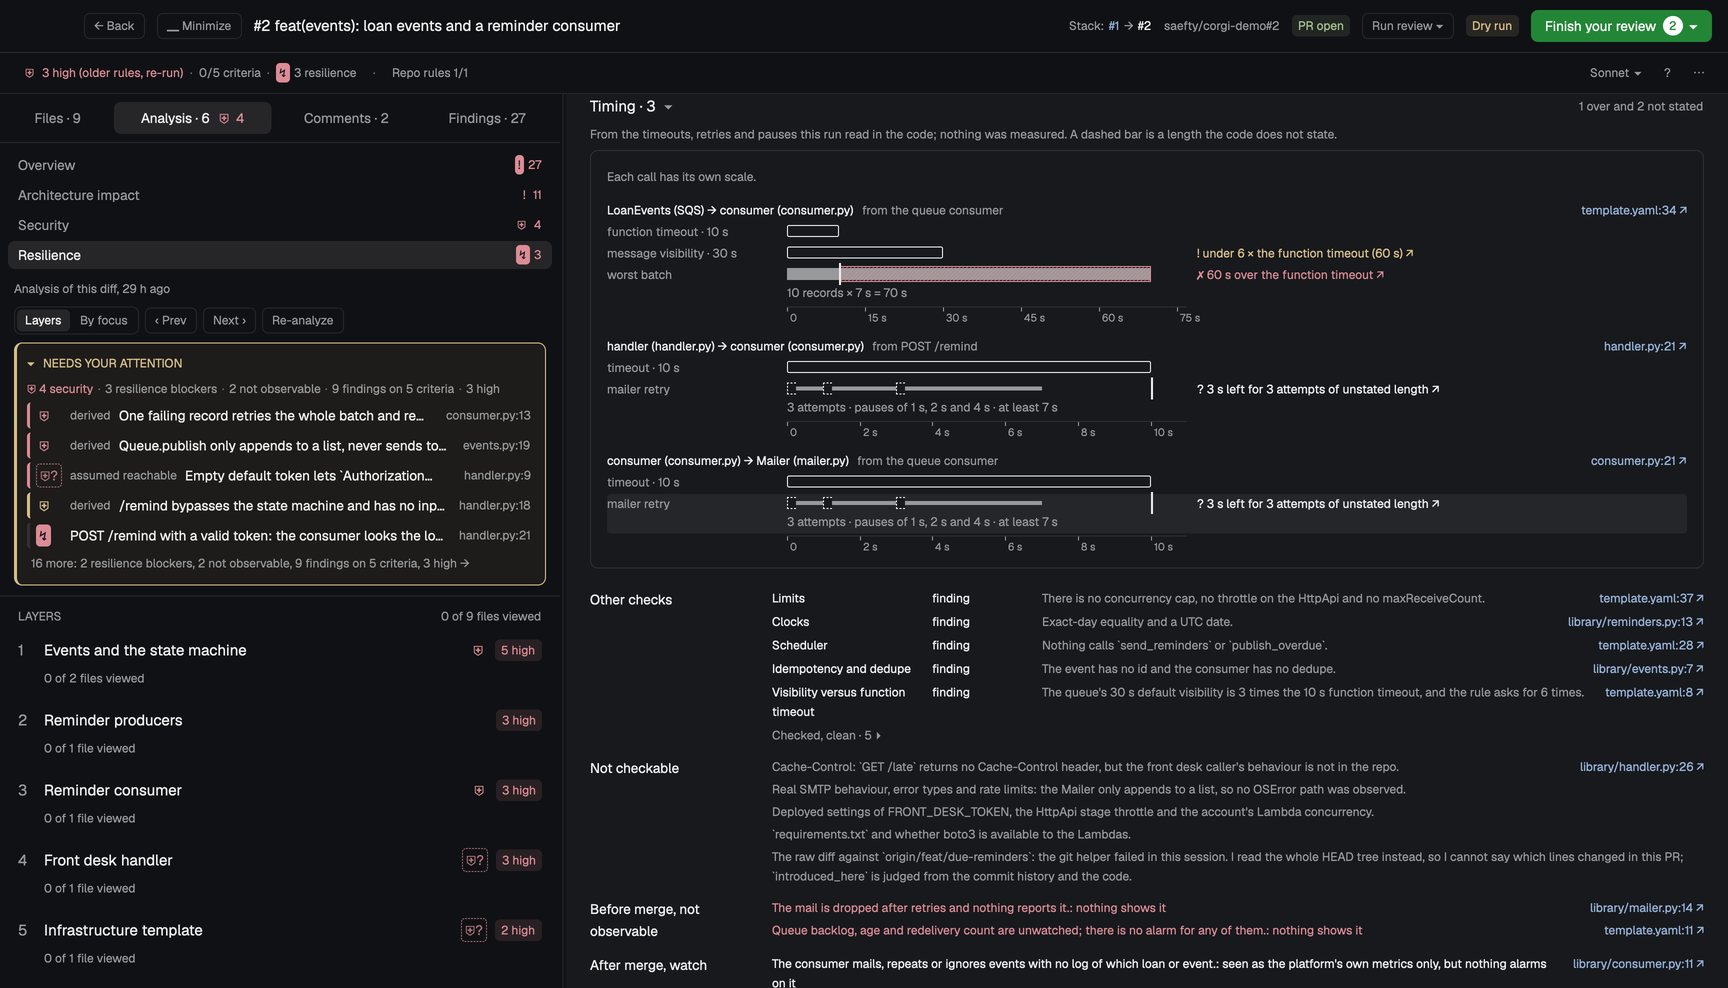 ← Back
Minimize
#2 feat(events): loan events and a reminder consumer
Stack: #1 → #2
saefty/corgi-demo#2
PR open
Run review
Dry run
Finish your review 2
3 high (older rules, re-run) · 0/5 criteria · 3 resilience · Repo rules 1/1
Sonnet
?
···
Files · 9
Analysis · 6 4
Comments · 2
Findings · 27
Overview ! 27
Architecture impact ! 11
Security 4
Resilience 3
Analysis of this diff, 29 h ago
Layers
By focus
‹ Prev
Next ›
Re-analyze
NEEDS YOUR ATTENTION
4 security · 3 resilience blockers · 2 not observable · 9 findings on 5 criteria · 3 high
derived One failing record retries the whole batch and re... consumer.py:13
derived Queue.publish only appends to a list, never sends to... events.py:19
? assumed reachable Empty default token lets `Authorization... handler.py:9
derived /remind bypasses the state machine and has no inp... handler.py:18
POST /remind with a valid token: the consumer looks the lo... handler.py:21
16 more: 2 resilience blockers, 2 not observable, 9 findings on 5 criteria, 3 high →
LAYERS 0 of 9 files viewed
1 Events and the state machine 5 high
0 of 2 files viewed
2 Reminder producers 3 high
0 of 1 file viewed
3 Reminder consumer 3 high
0 of 1 file viewed
4 Front desk handler ? 3 high
0 of 1 file viewed
5 Infrastructure template ? 2 high
0 of 1 file viewed
Timing · 3
1 over and 2 not stated
From the timeouts, retries and pauses this run read in the code; nothing was measured. A dashed bar is a length the code does not state.
Each call has its own scale.
LoanEvents (SQS) → consumer (consumer.py) from the queue consumer template.yaml:34 ↗
function timeout · 10 s
message visibility · 30 s ! under 6 × the function timeout (60 s) ↗
worst batch ✗ 60 s over the function timeout ↗
10 records × 7 s = 70 s
0 15 s 30 s 45 s 60 s 75 s
handler (handler.py) → consumer (consumer.py) from POST /remind handler.py:21 ↗
timeout · 10 s
mailer retry ? 3 s left for 3 attempts of unstated length ↗
3 attempts · pauses of 1 s, 2 s and 4 s · at least 7 s
0 2 s 4 s 6 s 8 s 10 s
consumer (consumer.py) → Mailer (mailer.py) from the queue consumer consumer.py:21 ↗
timeout · 10 s
mailer retry ? 3 s left for 3 attempts of unstated length ↗
3 attempts · pauses of 1 s, 2 s and 4 s · at least 7 s
0 2 s 4 s 6 s 8 s 10 s
Other checks
Limits finding There is no concurrency cap, no throttle on the HttpApi and no maxReceiveCount. template.yaml:37 ↗
Clocks finding Exact-day equality and a UTC date. library/reminders.py:13 ↗
Scheduler finding Nothing calls `send_reminders` or `publish_overdue`. template.yaml:28 ↗
Idempotency and dedupe finding The event has no id and the consumer has no dedupe. library/events.py:7 ↗
Visibility versus function finding The queue's 30 s default visibility is 3 times the 10 s function timeout, and the rule asks for 6 times. template.yaml:8 ↗
timeout
Checked, clean · 5
Not checkable
Cache-Control: `GET /late` returns no Cache-Control header, but the front desk caller's behaviour is not in the repo. library/handler.py:26 ↗
Real SMTP behaviour, error types and rate limits: the Mailer only appends to a list, so no OSError path was observed.
Deployed settings of FRONT_DESK_TOKEN, the HttpApi stage throttle and the account's Lambda concurrency.
`requirements.txt` and whether boto3 is available to the Lambdas.
The raw diff against `origin/feat/due-reminders`: the git helper failed in this session. I read the whole HEAD tree instead, so I cannot say which lines changed in this PR;
`introduced_here` is judged from the commit history and the code.
Before merge, not
observable
The mail is dropped after retries and nothing reports it.: nothing shows it library/mailer.py:14 ↗
Queue backlog, age and redelivery count are unwatched; there is no alarm for any of them.: nothing shows it template.yaml:11 ↗
After merge, watch
The consumer mails, repeats or ignores events with no log of which loan or event.: seen as the platform's own metrics only, but nothing alarms library/consumer.py:11 ↗
on it